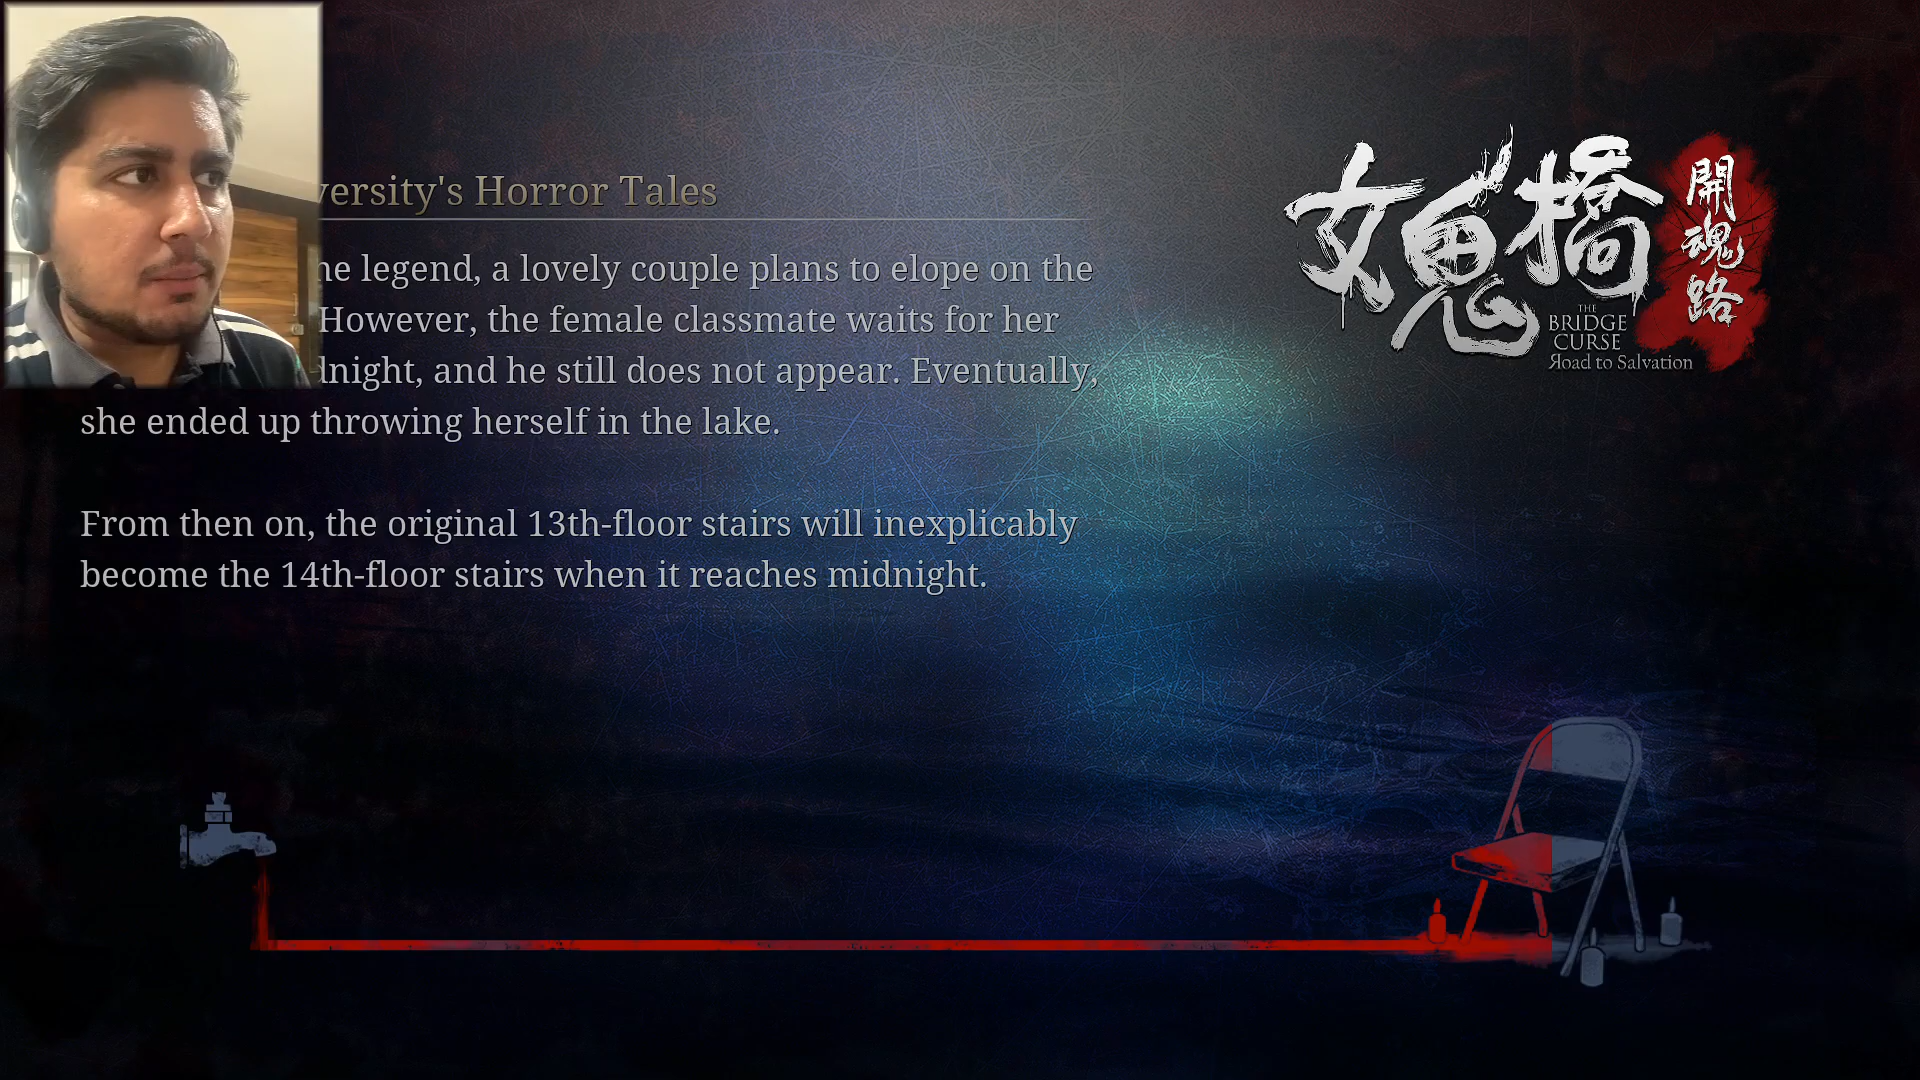 University's Horror Tales
he legend, a lovely couple plans to elope on the
However, the female classmate waits for her
dnight, and he still does not appear. Eventually,
she ended up throwing herself in the lake.
From then on, the original 13th-floor stairs will inexplicably
become the 14th-floor stairs when it reaches midnight.
女鬼橋
開魂路
THE
BRIDGE
CURSE
Яoad to Salvation